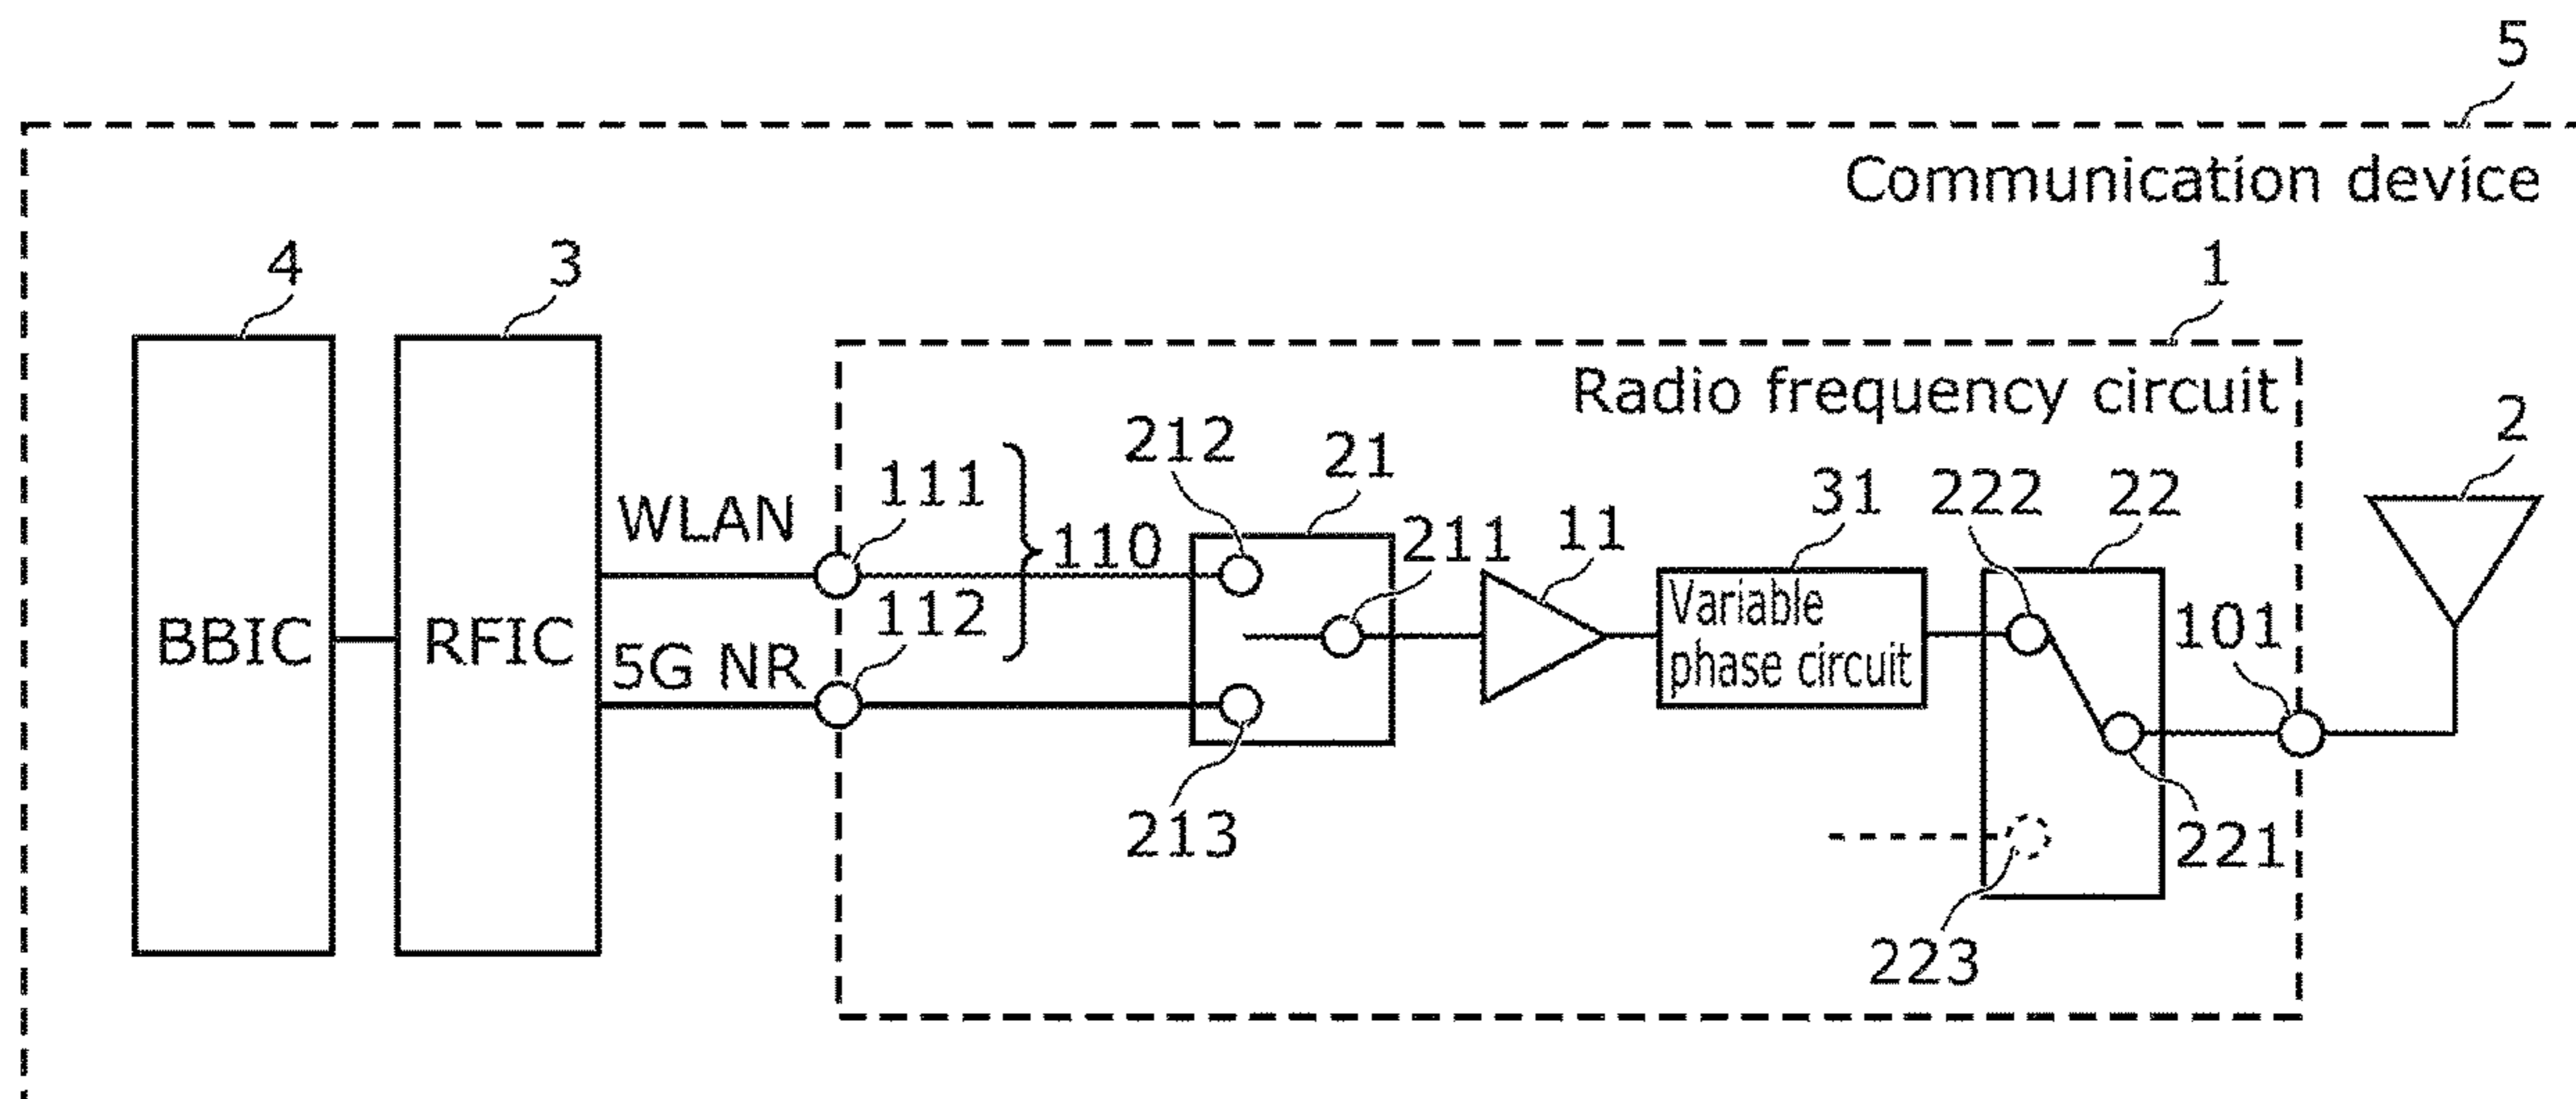 5
Communication device
4
3
1
Radio frequency circuit
2
WLAN
111
110
212
21
211
11
31
222
22
BBIC
RFIC
5G NR
112
Variable
phase circuit
101
213
221
223